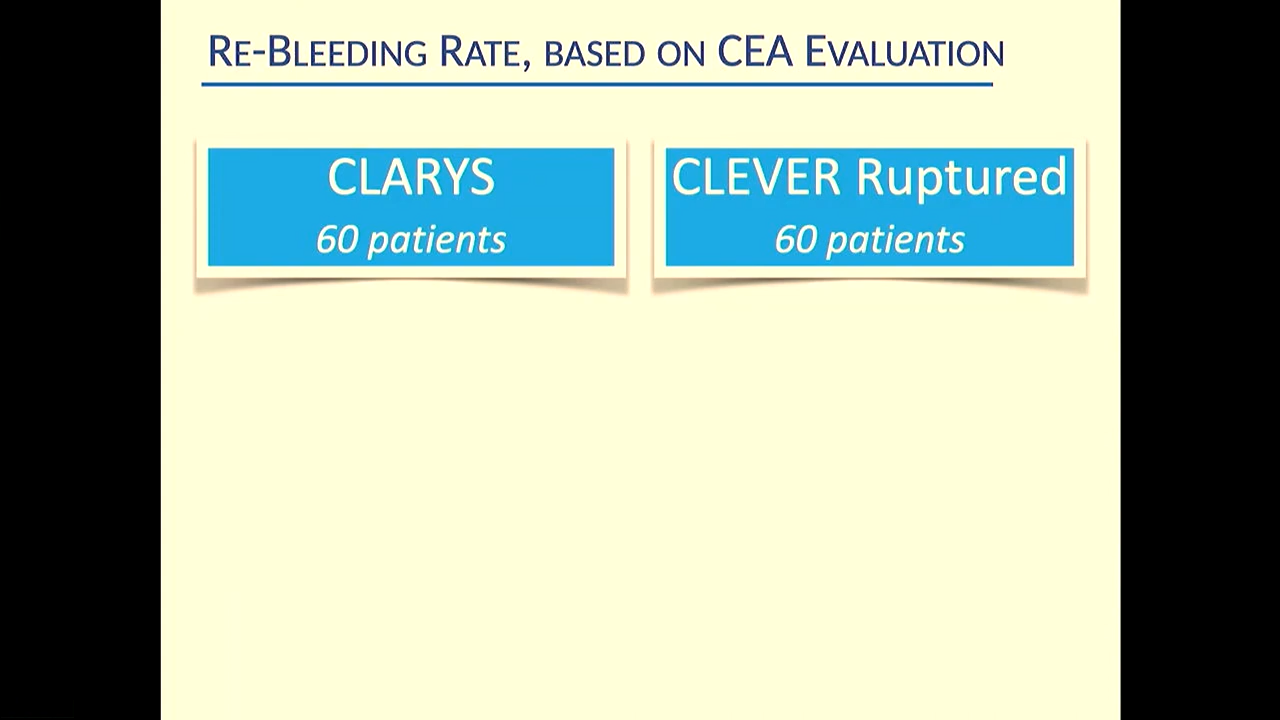 Re-Bleeding Rate, based on CEA Evaluation
CLARYS
60 patients
CLEVER Ruptured
60 patients